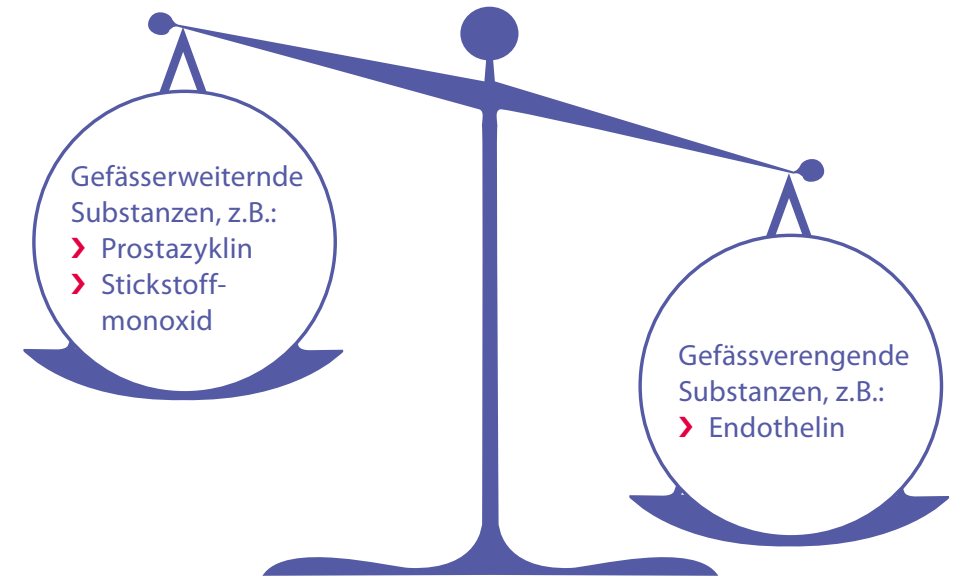 Gefässerweiternde
Substanzen, z.B.:
❯ Prostazyklin
❯ Stickstoff-
monoxid
Gefässverengende
Substanzen, z.B.:
❯ Endothelin